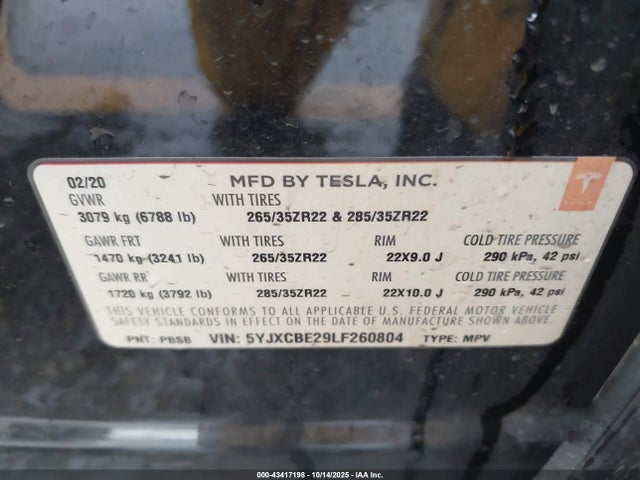 02/20 MFD BY TESLA, INC.
GVWR WITH TIRES
3079 kg (6788 lb) 265/35ZR22 & 285/35ZR22
GAWR FRT WITH TIRES RIM COLD TIRE PRESSURE
1470 kg (3241 lb) 265/35ZR22 22X9.0 J 290 kPa, 42 psi
GAWR RR WITH TIRES RIM COLD TIRE PRESSURE
1720 kg (3792 lb) 285/35ZR22 22X10.0 J 290 kPa, 42 psi
THIS VEHICLE CONFORMS TO ALL APPLICABLE U.S. FEDERAL MOTOR VEHICLE
SAFETY STANDARDS IN EFFECT ON THE DATE OF MANUFACTURE SHOWN ABOVE.
PNT: PBSB VIN: 5YJXCBE29LF260804 TYPE: MPV
000-43417198 - 10/14/2025 - IAA Inc.